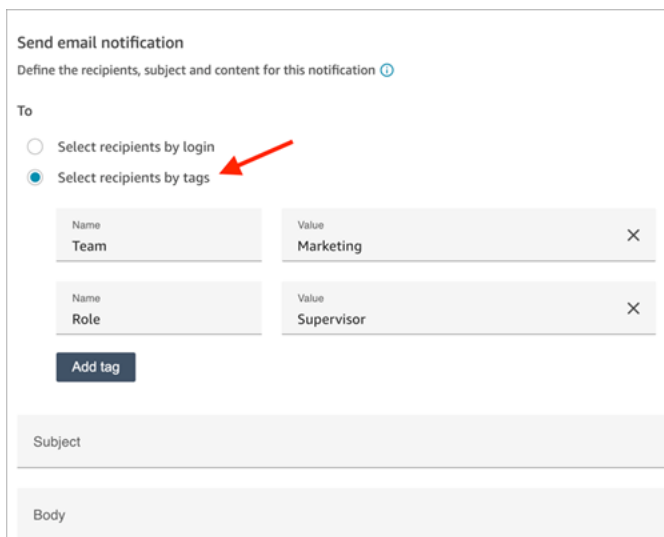 Send email notification
Define the recipients, subject and content for this notification
To
Select recipients by login
Select recipients by tags
Name
Team
Value
Marketing
Name
Role
Value
Supervisor
Add tag
Subject
Body